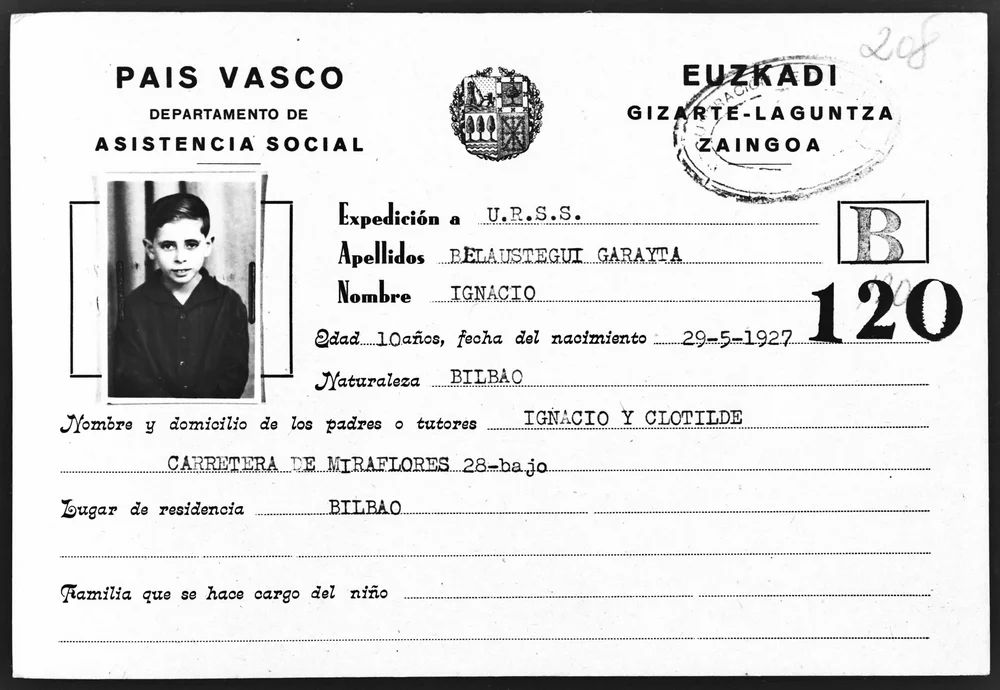 208
PAIS VASCO
DEPARTAMENTO DE
ASISTENCIA SOCIAL
EUZKADI
GIZARTE-LAGUNTZA
ZAINGOA
Expedición a U.R.S.S.
B
Apellidos BELAUSTEGUI GARAYTA
Nombre IGNACIO
120
Edad 10 años, fecha del nacimiento 29-5-1927
Naturaleza BILBAO
Nombre y domicilio de los padres o tutores IGNACIO Y CLOTILDE
CARRETERA DE MIRAFLORES 28-bajo
Lugar de residencia BILBAO
Familia que se hace cargo del niño